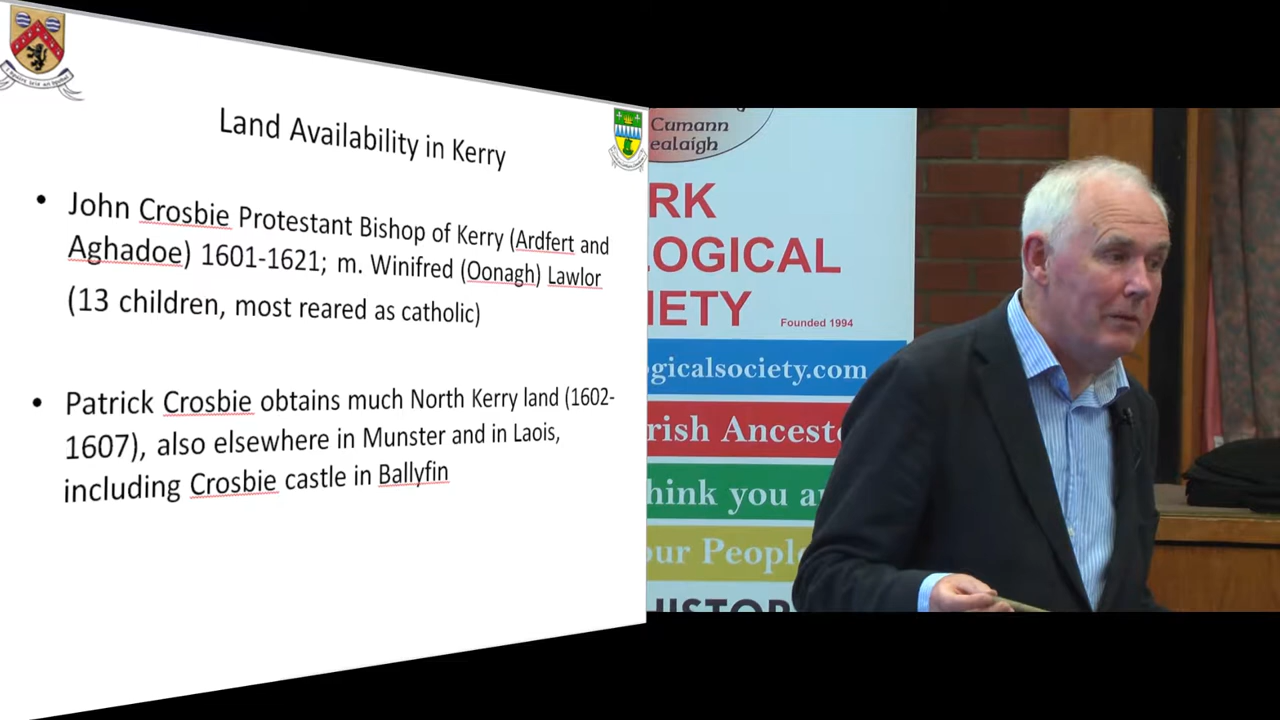 Land Availability in Kerry
• John Crosbie Protestant Bishop of Kerry (Ardfert and
Aghadoe) 1601-1621; m. Winifred (Oonagh) Lawlor
(13 children, most reared as catholic)
• Patrick Crosbie obtains much North Kerry land (1602-
1607), also elsewhere in Munster and in Laois,
including Crosbie castle in Ballyfin
Cumann
ealaigh
RK
LOGICAL
IETY
Founded 1994
gicalsociety.com
rish Ancest
hink you a
our People
HISTO